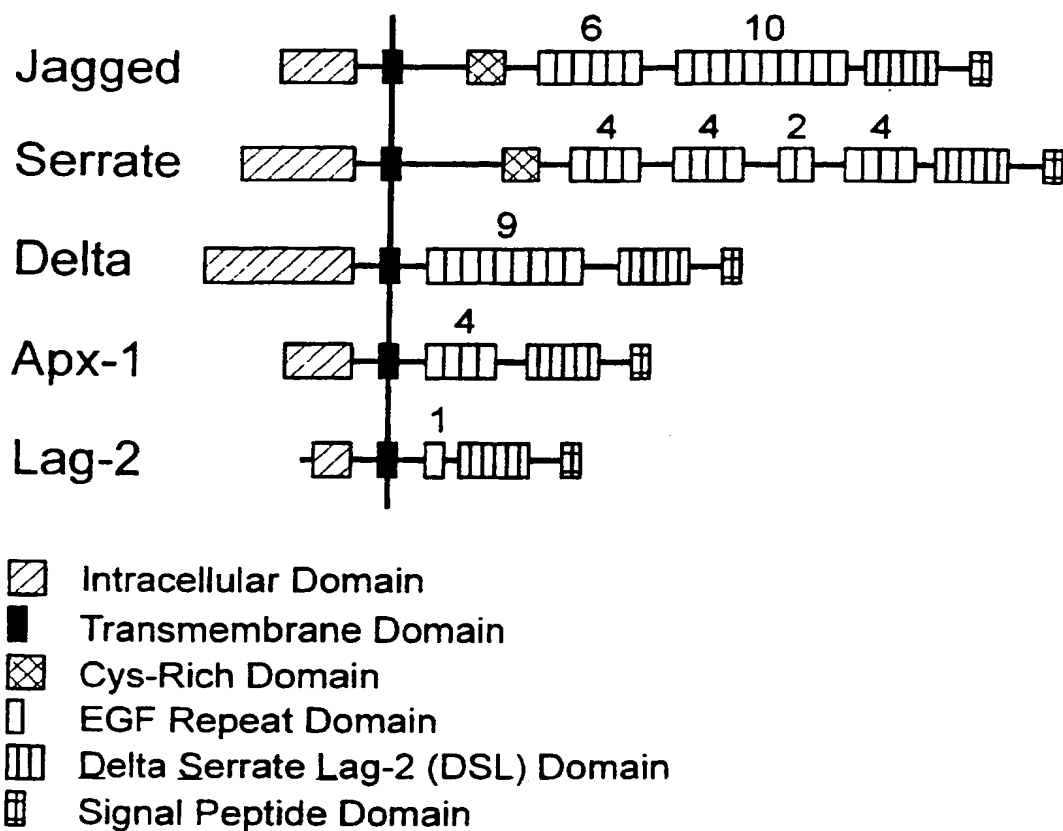 6 10
Jagged
4 4 2 4
Serrate
9
Delta
4
Apx-1
1
Lag-2
Intracellular Domain
Transmembrane Domain
Cys-Rich Domain
EGF Repeat Domain
Delta Serrate Lag-2 (DSL) Domain
Signal Peptide Domain